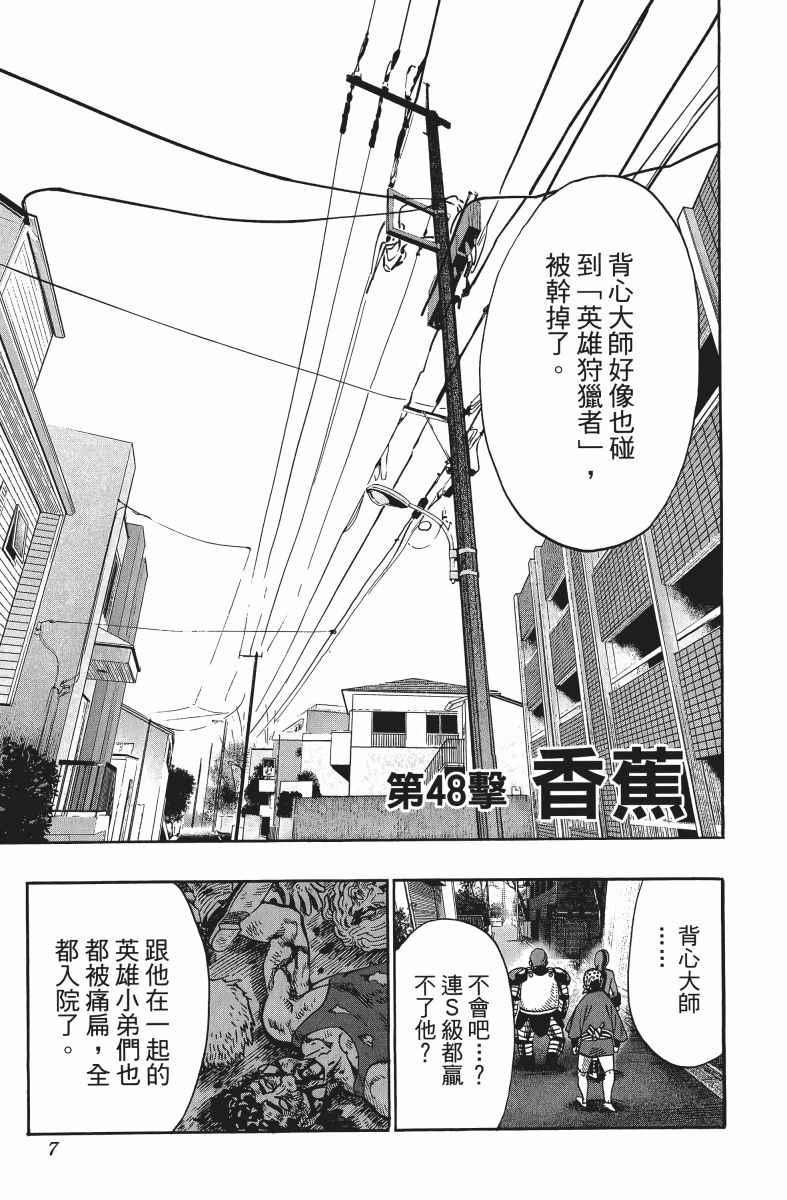 背心大師好像也碰
到「英雄狩獵者」，
被幹掉了。
第48擊 香蕉
背心大師
……
不會吧…？
連S級都贏
不了他？
跟他在一起的
英雄小弟們也
都被痛扁，全
都入院了。
7